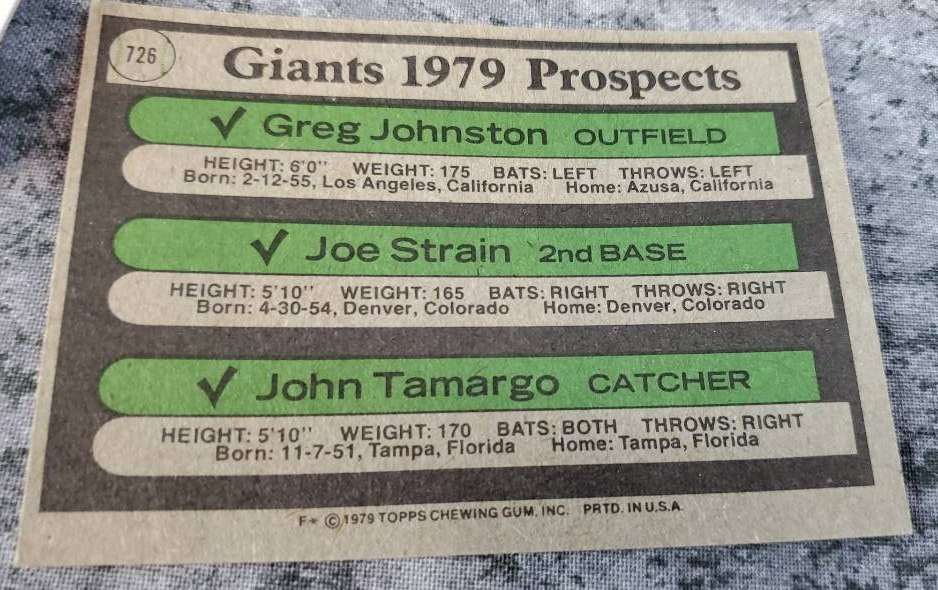 726
Giants 1979 Prospects
✓ Greg Johnston OUTFIELD
HEIGHT: 6'0" WEIGHT: 175 BATS: LEFT THROWS: LEFT
Born: 2-12-55, Los Angeles, California Home: Azusa, California
✓ Joe Strain 2nd BASE
HEIGHT: 5'10" WEIGHT: 165 BATS: RIGHT THROWS: RIGHT
Born: 4-30-54, Denver, Colorado Home: Denver, Colorado
✓ John Tamargo CATCHER
HEIGHT: 5'10" WEIGHT: 170 BATS: BOTH THROWS: RIGHT
Born: 11-7-51, Tampa, Florida Home: Tampa, Florida
F* © 1979 TOPPS CHEWING GUM, INC. PRTD. IN U.S.A.